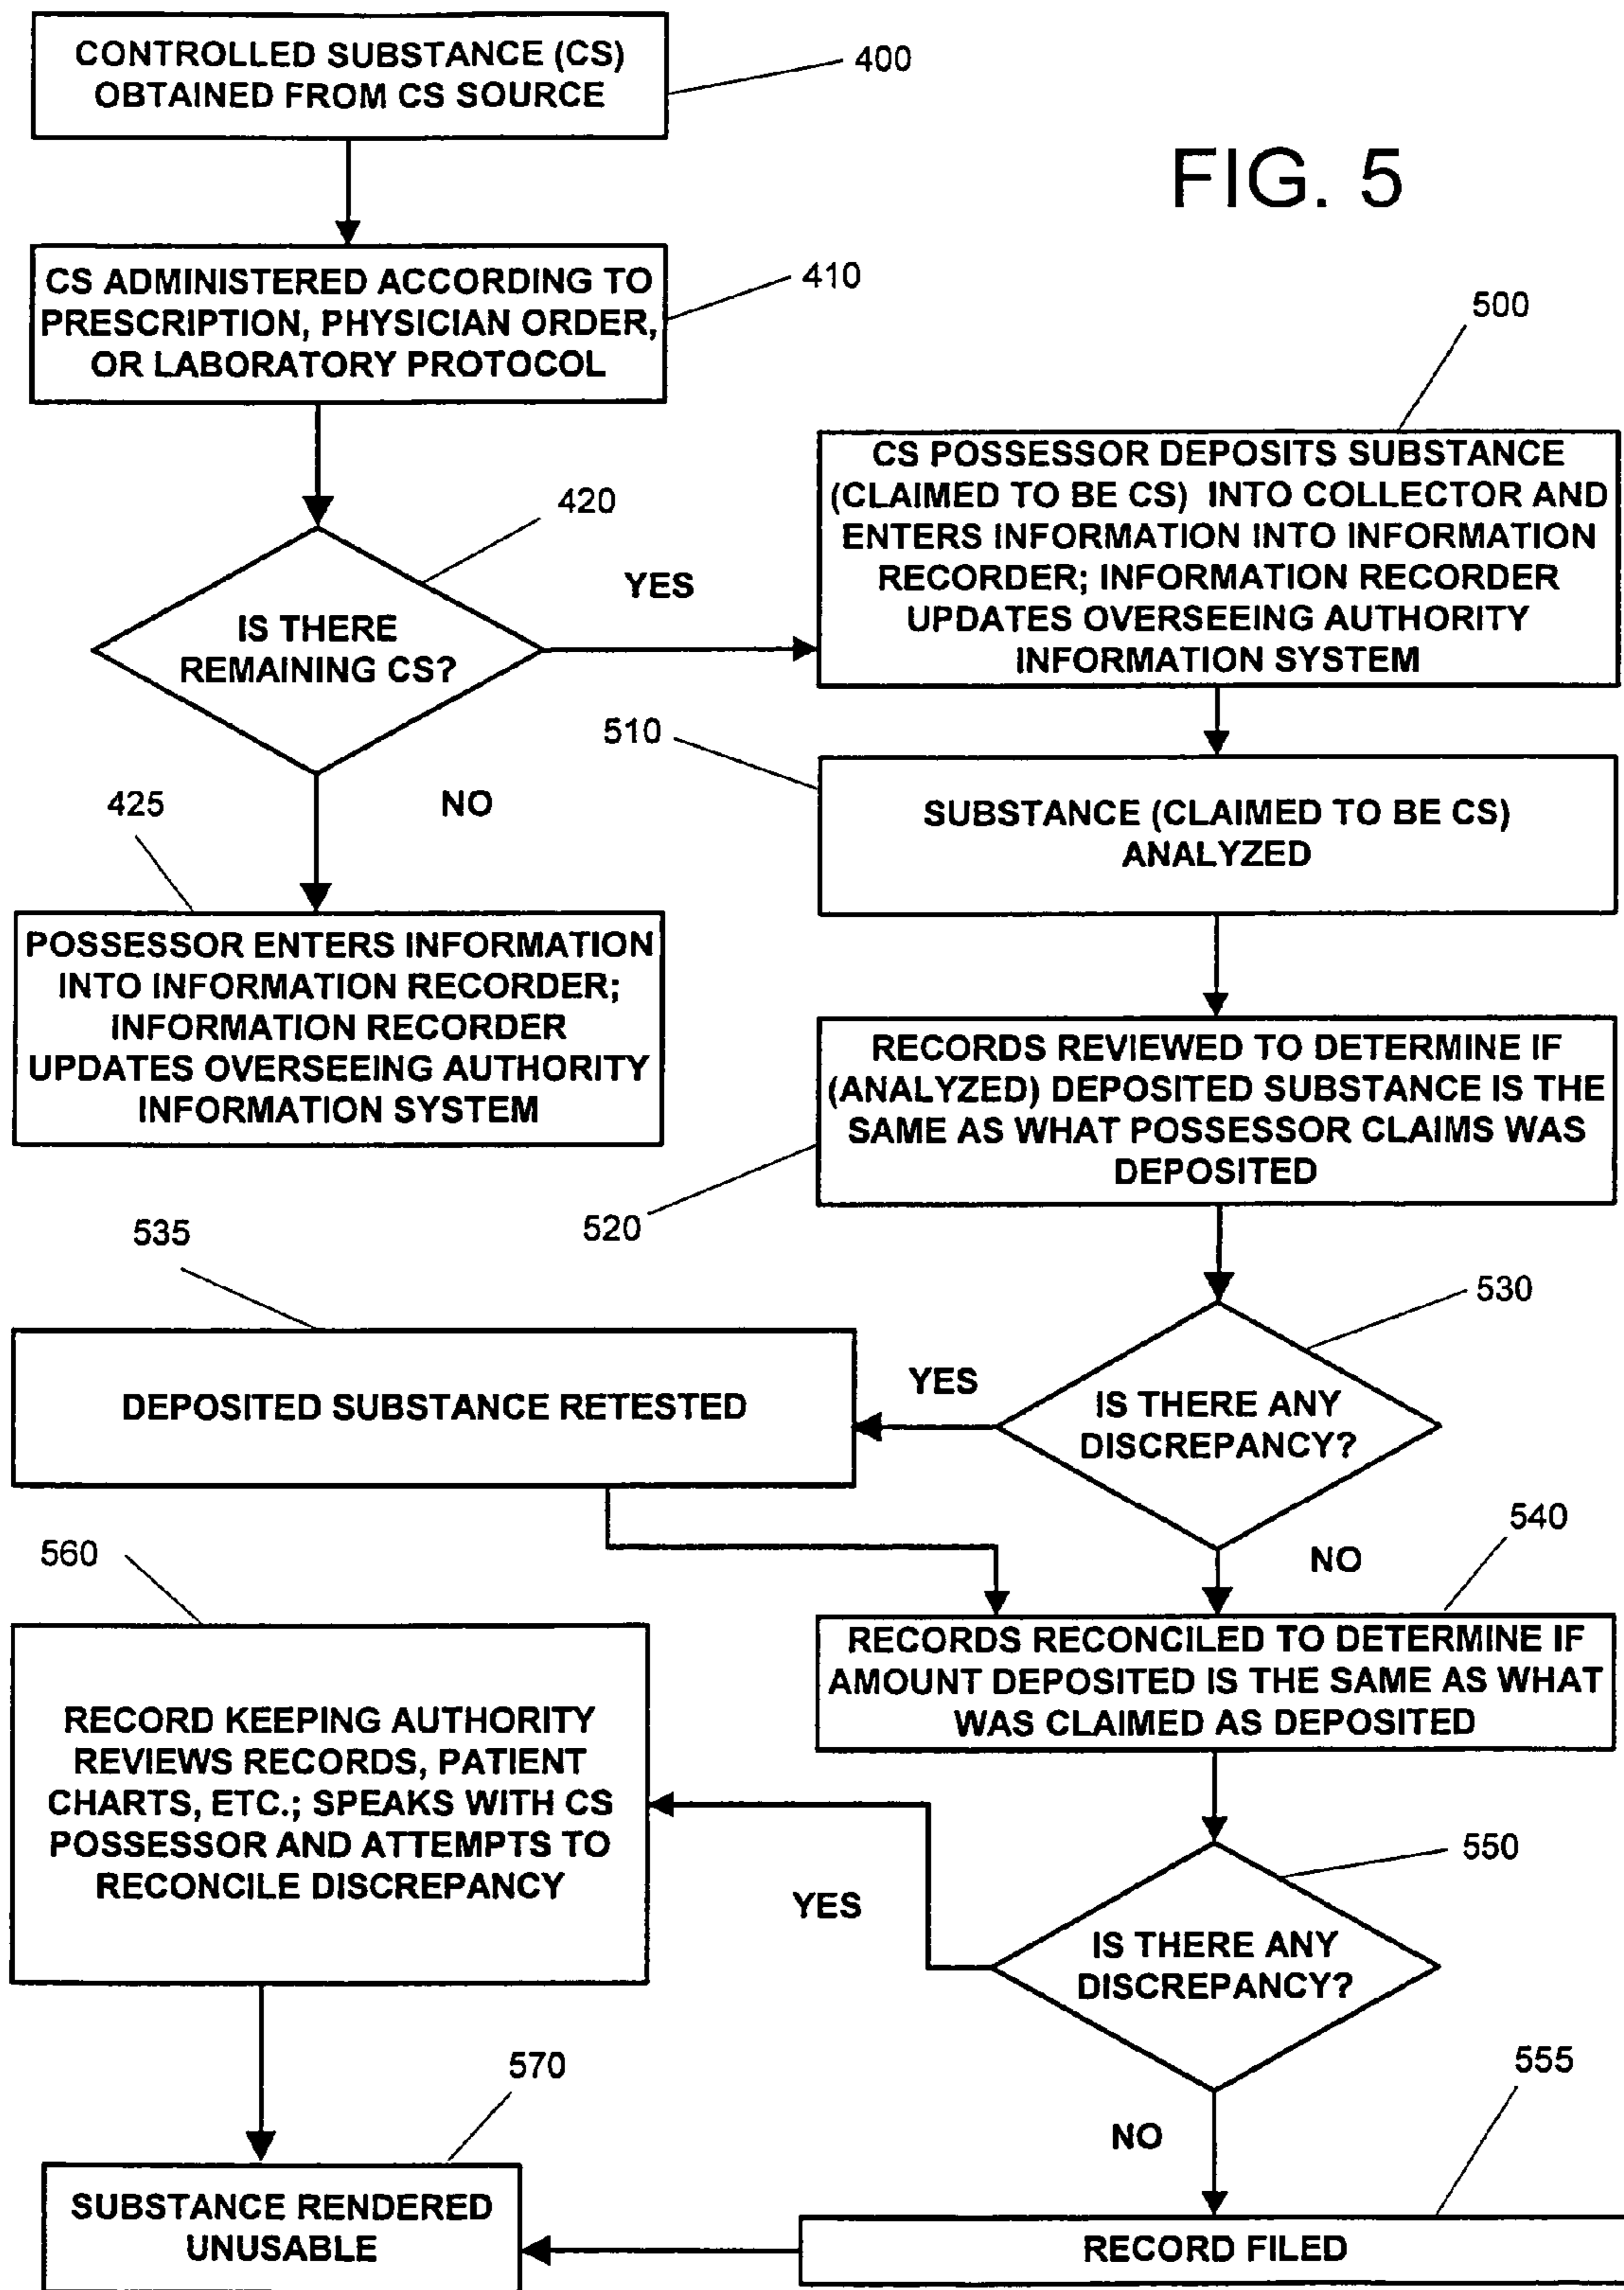 CONTROLLED SUBSTANCE (CS)
OBTAINED FROM CS SOURCE
400
FIG. 5
CS ADMINISTERED ACCORDING TO
PRESCRIPTION, PHYSICIAN ORDER,
OR LABORATORY PROTOCOL
410
420
IS THERE
REMAINING CS?
YES
NO
425
POSSESSOR ENTERS INFORMATION
INTO INFORMATION RECORDER;
INFORMATION RECORDER
UPDATES OVERSEEING AUTHORITY
INFORMATION SYSTEM
500
CS POSSESSOR DEPOSITS SUBSTANCE
(CLAIMED TO BE CS) INTO COLLECTOR AND
ENTERS INFORMATION INTO INFORMATION
RECORDER; INFORMATION RECORDER
UPDATES OVERSEEING AUTHORITY
INFORMATION SYSTEM
510
SUBSTANCE (CLAIMED TO BE CS)
ANALYZED
RECORDS REVIEWED TO DETERMINE IF
(ANALYZED) DEPOSITED SUBSTANCE IS THE
SAME AS WHAT POSSESSOR CLAIMS WAS
DEPOSITED
520
530
IS THERE ANY
DISCREPANCY?
YES
NO
535
DEPOSITED SUBSTANCE RETESTED
540
RECORDS RECONCILED TO DETERMINE IF
AMOUNT DEPOSITED IS THE SAME AS WHAT
WAS CLAIMED AS DEPOSITED
550
IS THERE ANY
DISCREPANCY?
YES
NO
560
RECORD KEEPING AUTHORITY
REVIEWS RECORDS, PATIENT
CHARTS, ETC.; SPEAKS WITH CS
POSSESSOR AND ATTEMPTS TO
RECONCILE DISCREPANCY
555
RECORD FILED
570
SUBSTANCE RENDERED
UNUSABLE